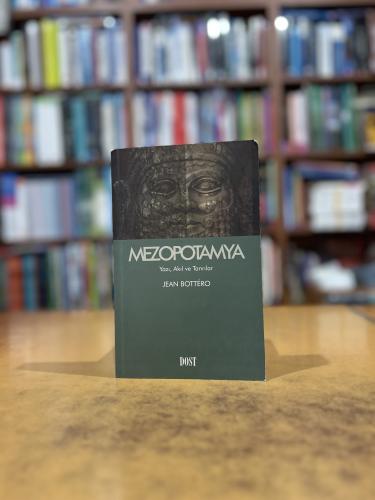 MEZOPOTAMYA
Yazı, Akıl ve Tanrılar
JEAN BOTTÉRO
DOST